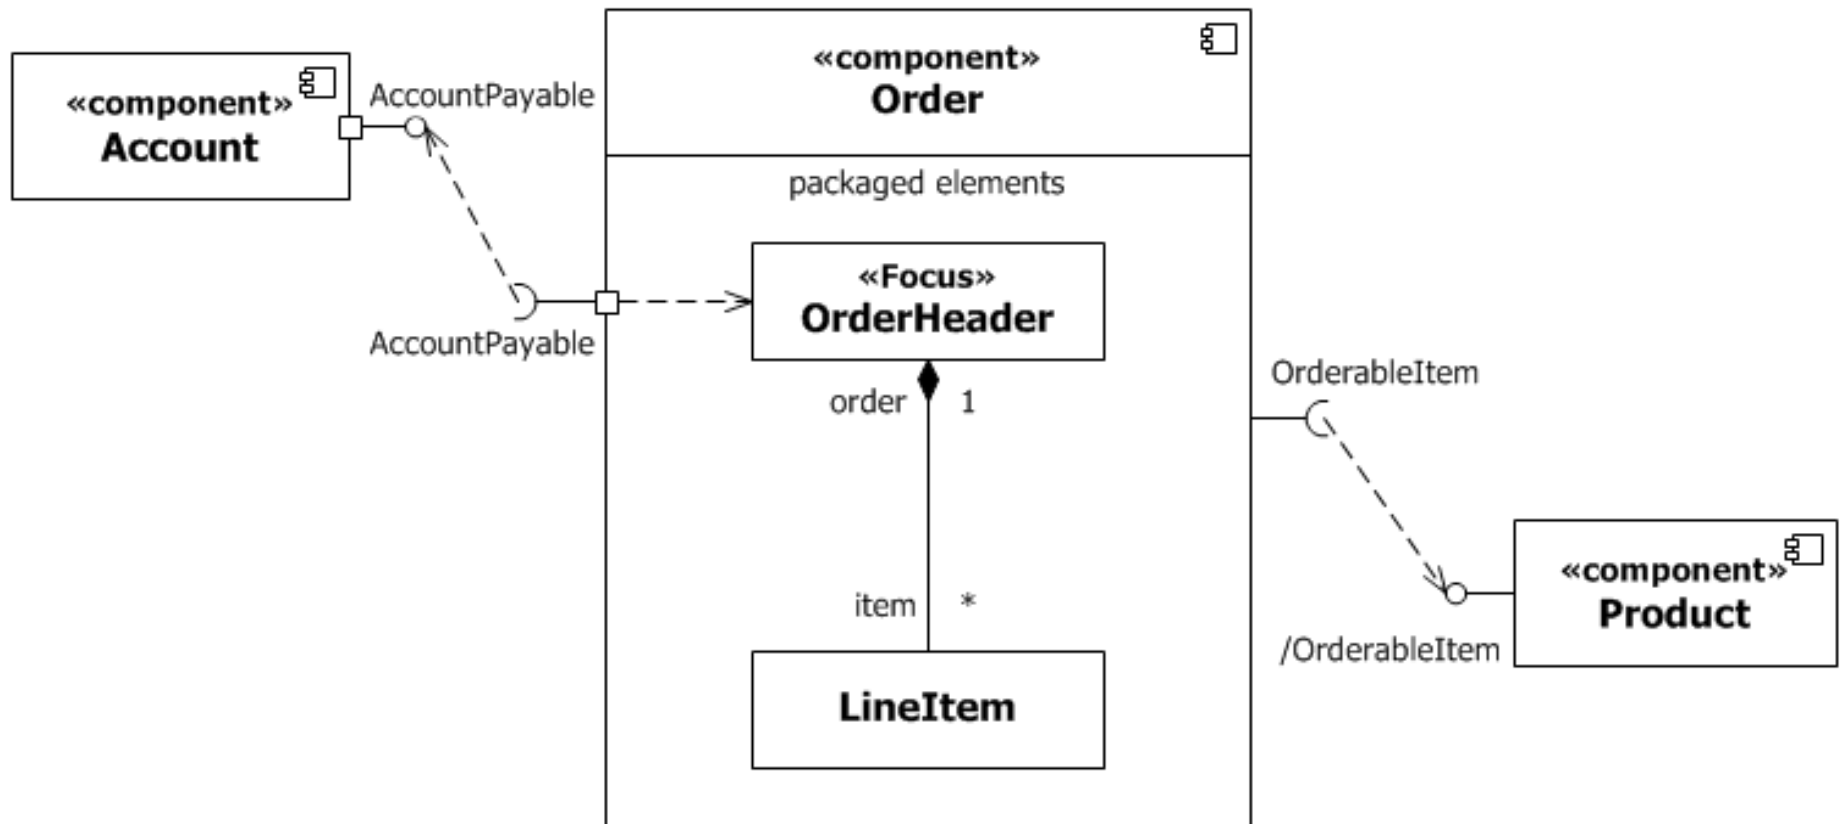 «component»
Account
AccountPayable
AccountPayable
«component»
Order
packaged elements
«Focus»
OrderHeader
order 1
item *
LineItem
OrderableItem
/OrderableItem
«component»
Product